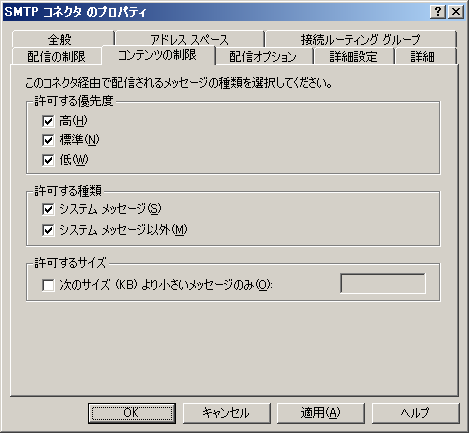 SMTP コネクタ のプロパティ
全般 アドレス スペース 接続ルーティング グループ
配信の制限 コンテンツの制限 配信オプション 詳細設定 詳細
このコネクタ経由で配信されるメッセージの種類を選択してください。
許可する優先度
高(H)
標準(N)
低(W)
許可する種類
システム メッセージ(S)
システム メッセージ以外(M)
許可するサイズ
次のサイズ (KB) より小さいメッセージのみ(O):
OK キャンセル 適用(A) ヘルプ